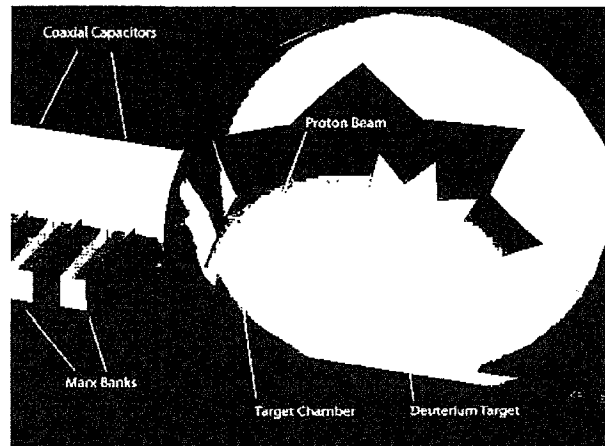 Coaxial Capacitors
Proton Beam
Marx Banks
Target Chamber
Deuterium Target